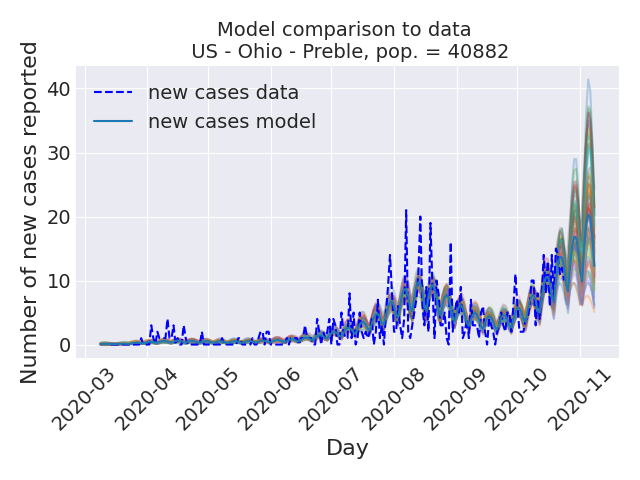 Model comparison to data
US - Ohio - Preble, pop. = 40882
Number of new cases reported
40
30
20
10
0
new cases data
new cases model
2020-03
2020-04
2020-05
2020-06
2020-07
2020-08
2020-09
2020-10
2020-11
Day